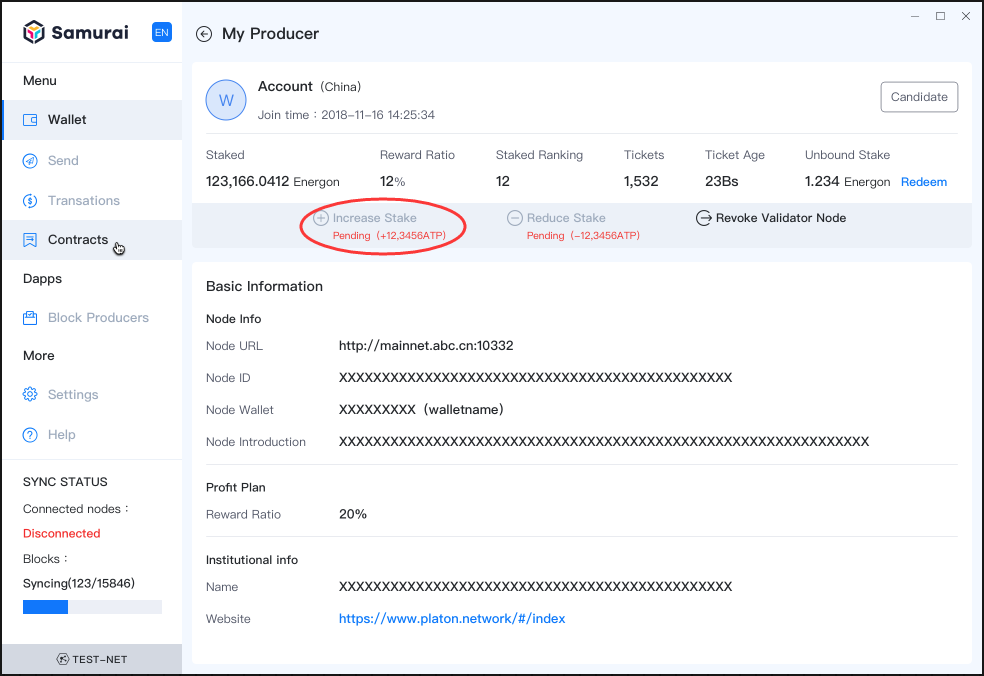 Samurai
EN
Menu
Wallet
Send
Transations
Contracts
Dapps
Block Producers
More
Settings
Help
SYNC STATUS
Connected nodes：
Disconnected
Blocks：
Syncing(123/15846)
TEST-NET
My Producer
W
Account (China)
Join time：2018-11-16 14:25:34
Candidate
Staked
Reward Ratio
Staked Ranking
Tickets
Ticket Age
Unbound Stake
123,166.0412 Energon
12%
12
1,532
23Bs
1.234 Energon Redeem
Increase Stake
Pending（+12,3456ATP）
Reduce Stake
Pending（-12,3456ATP）
Revoke Validator Node
Basic Information
Node Info
Node URL http://mainnet.abc.cn:10332
Node ID XXXXXXXXXXXXXXXXXXXXXXXXXXXXXXXXXXXXXXXXXXXXXX
Node Wallet XXXXXXXXX（walletname）
Node Introduction XXXXXXXXXXXXXXXXXXXXXXXXXXXXXXXXXXXXXXXXXXXXXXXXXXXXXXXXXXXXXX
Profit Plan
Reward Ratio 20%
Institutional info
Name XXXXXXXXXXXXXXXXXXXXXXXXXXXXXXXXXXXXXXXXXXXXXX
Website https://www.platon.network/#/index